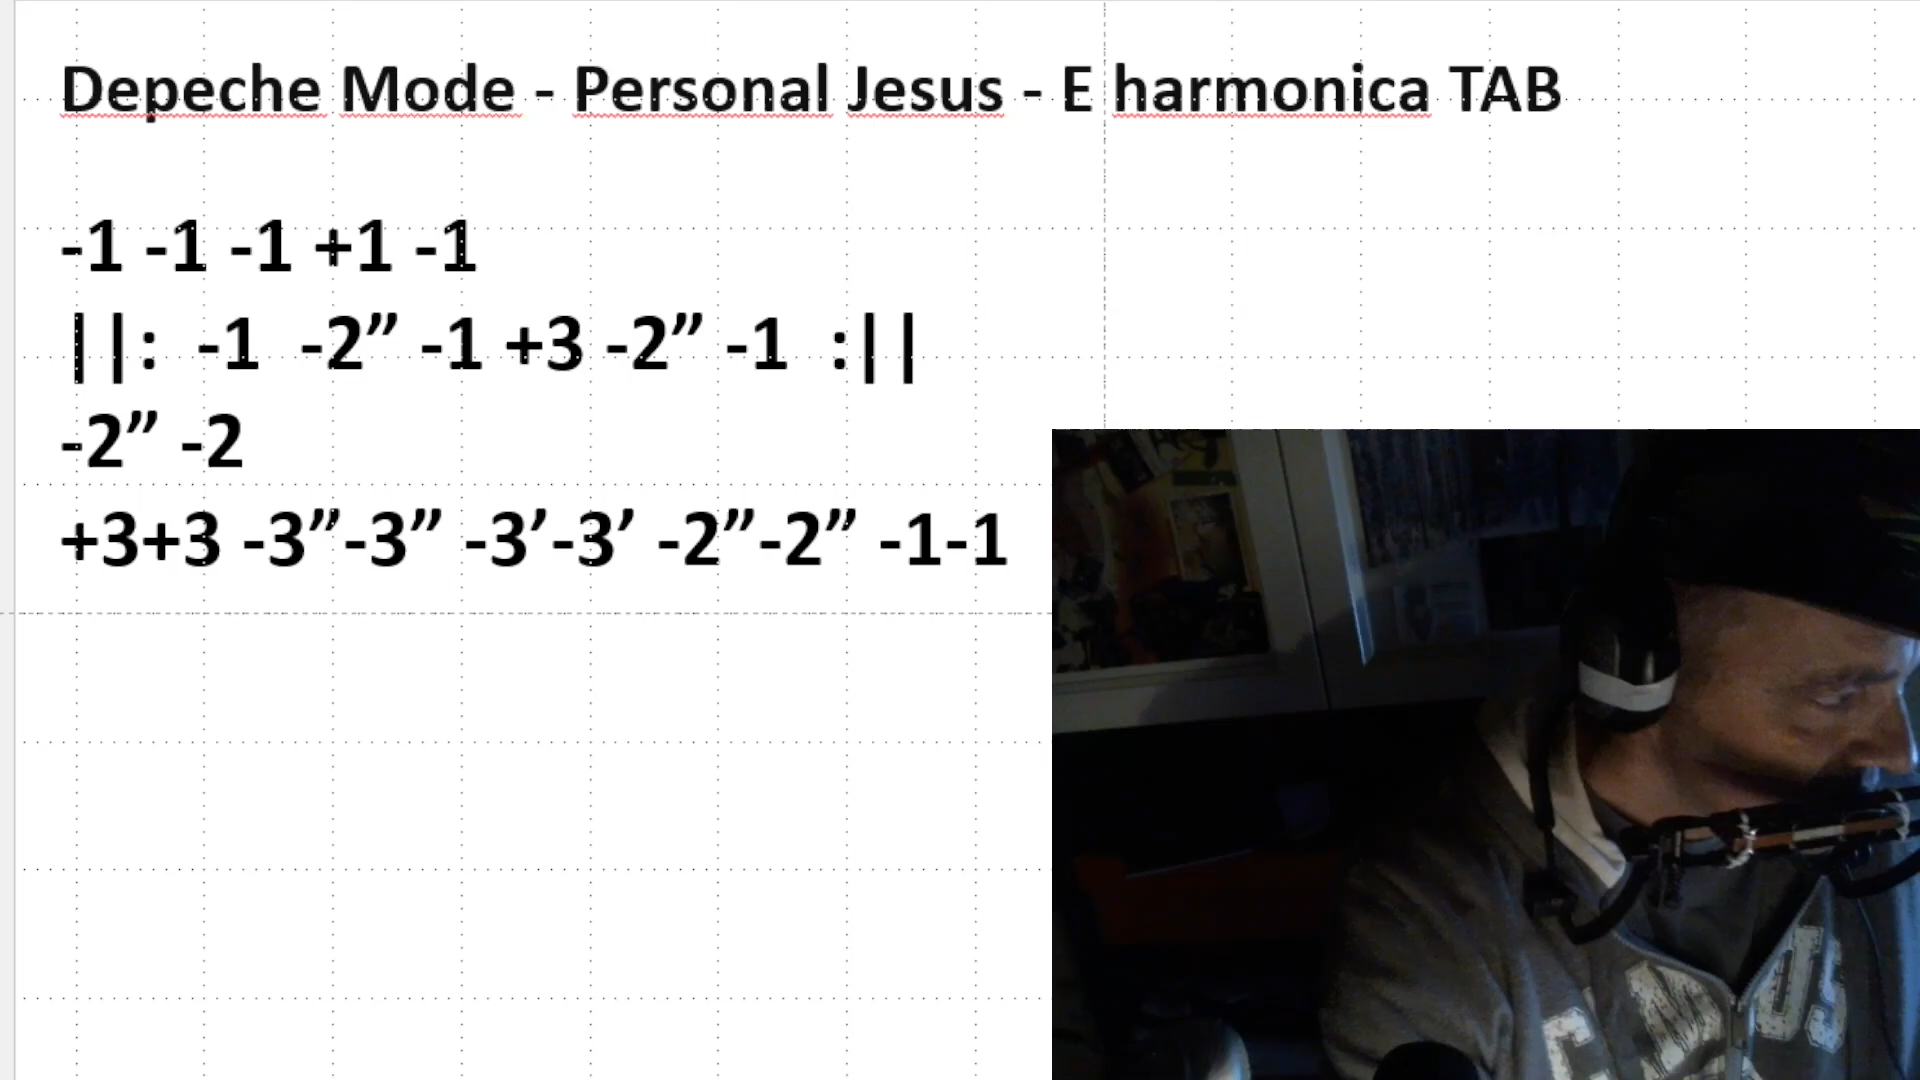 Depeche Mode - Personal Jesus - E harmonica TAB
-1 -1 -1 +1 -1
||: -1 -2” -1 +3 -2” -1 :||
-2” -2
+3+3 -3”-3” -3’-3’ -2”-2” -1-1